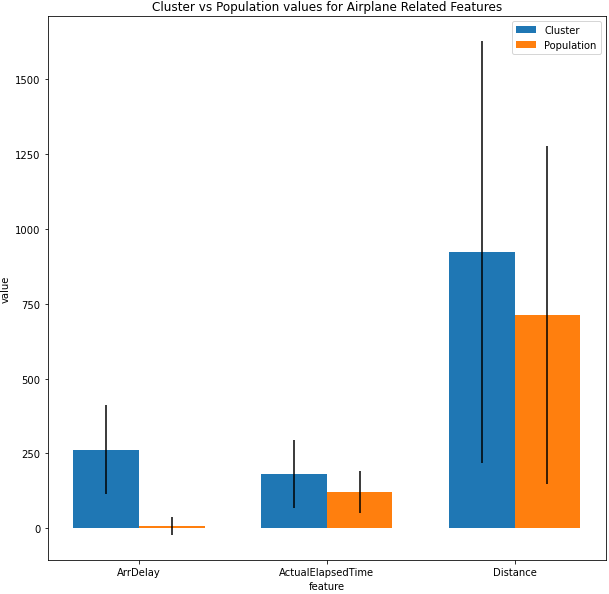 Cluster vs Population values for Airplane Related Features
Cluster
Population
1500
1250
1000
750
500
250
0
value
ArrDelay
ActualElapsedTime
Distance
feature